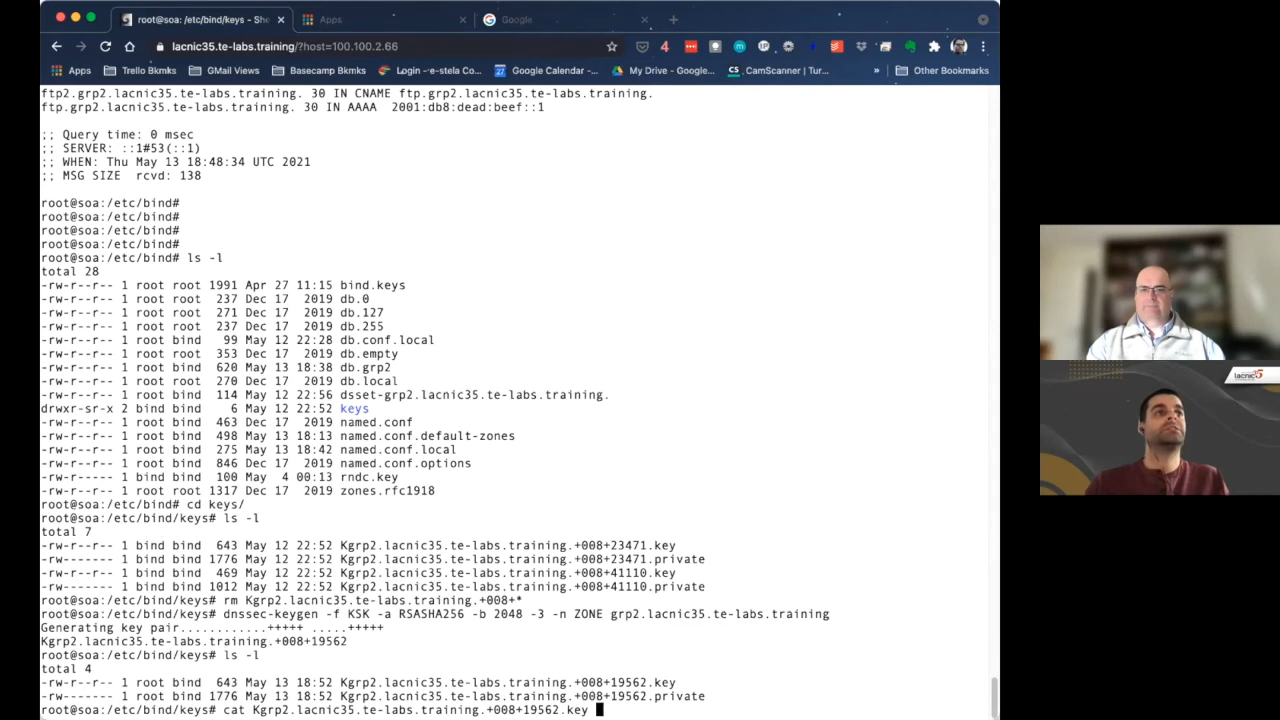 root@soa: /etc/bind/keys - She
Apps
Google
lacnic35.te-labs.training/?host=100.100.2.66
Apps
Trello Bkmks
GMail Views
Basecamp Bkmks
Login - e-stela Co...
Google Calendar -...
My Drive - Google...
CamScanner | Tur...
»
Other Bookmarks
ftp2.grp2.lacnic35.te-labs.training. 30 IN CNAME ftp.grp2.lacnic35.te-labs.training.
ftp.grp2.lacnic35.te-labs.training. 30 IN AAAA  2001:db8:dead:beef::1
;; Query time: 0 msec
;; SERVER: ::1#53(::1)
;; WHEN: Thu May 13 18:48:34 UTC 2021
;; MSG SIZE  rcvd: 138
root@soa:/etc/bind#
root@soa:/etc/bind#
root@soa:/etc/bind#
root@soa:/etc/bind#
root@soa:/etc/bind# ls -l
total 28
-rw-r--r-- 1 root root 1991 Apr 27 11:15 bind.keys
-rw-r--r-- 1 root root  237 Dec 17  2019 db.0
-rw-r--r-- 1 root root  271 Dec 17  2019 db.127
-rw-r--r-- 1 root root  237 Dec 17  2019 db.255
-rw-r--r-- 1 root bind   99 May 12 22:28 db.conf.local
-rw-r--r-- 1 root root  353 Dec 17  2019 db.empty
-rw-r--r-- 1 root bind  620 May 13 18:38 db.grp2
-rw-r--r-- 1 root root  270 Dec 17  2019 db.local
-rw-r--r-- 1 root bind  114 May 12 22:56 dsset-grp2.lacnic35.te-labs.training.
drwxr-sr-x 2 bind bind    6 May 12 22:52 keys
-rw-r--r-- 1 root bind  463 Dec 17  2019 named.conf
-rw-r--r-- 1 root bind  498 May 13 18:13 named.conf.default-zones
-rw-r--r-- 1 root bind  275 May 13 18:42 named.conf.local
-rw-r--r-- 1 root bind  846 Dec 17  2019 named.conf.options
-rw-r----- 1 bind bind  100 May  4 00:13 rndc.key
-rw-r--r-- 1 root root 1317 Dec 17  2019 zones.rfc1918
root@soa:/etc/bind# cd keys/
root@soa:/etc/bind/keys# ls -l
total 7
-rw-r--r-- 1 bind bind  643 May 12 22:52 Kgrp2.lacnic35.te-labs.training.+008+23471.key
-rw------- 1 bind bind 1776 May 12 22:52 Kgrp2.lacnic35.te-labs.training.+008+23471.private
-rw-r--r-- 1 bind bind  469 May 12 22:52 Kgrp2.lacnic35.te-labs.training.+008+41110.key
-rw------- 1 bind bind 1012 May 12 22:52 Kgrp2.lacnic35.te-labs.training.+008+41110.private
root@soa:/etc/bind/keys# rm Kgrp2.lacnic35.te-labs.training.+008+*
root@soa:/etc/bind/keys# dnssec-keygen -f KSK -a RSASHA256 -b 2048 -3 -n ZONE grp2.lacnic35.te-labs.training
Generating key pair............+++++ .....+++++
Kgrp2.lacnic35.te-labs.training.+008+19562
root@soa:/etc/bind/keys# ls -l
total 4
-rw-r--r-- 1 root bind  643 May 13 18:52 Kgrp2.lacnic35.te-labs.training.+008+19562.key
-rw------- 1 root bind 1776 May 13 18:52 Kgrp2.lacnic35.te-labs.training.+008+19562.private
root@soa:/etc/bind/keys# cat Kgrp2.lacnic35.te-labs.training.+008+19562.key
lacnic35